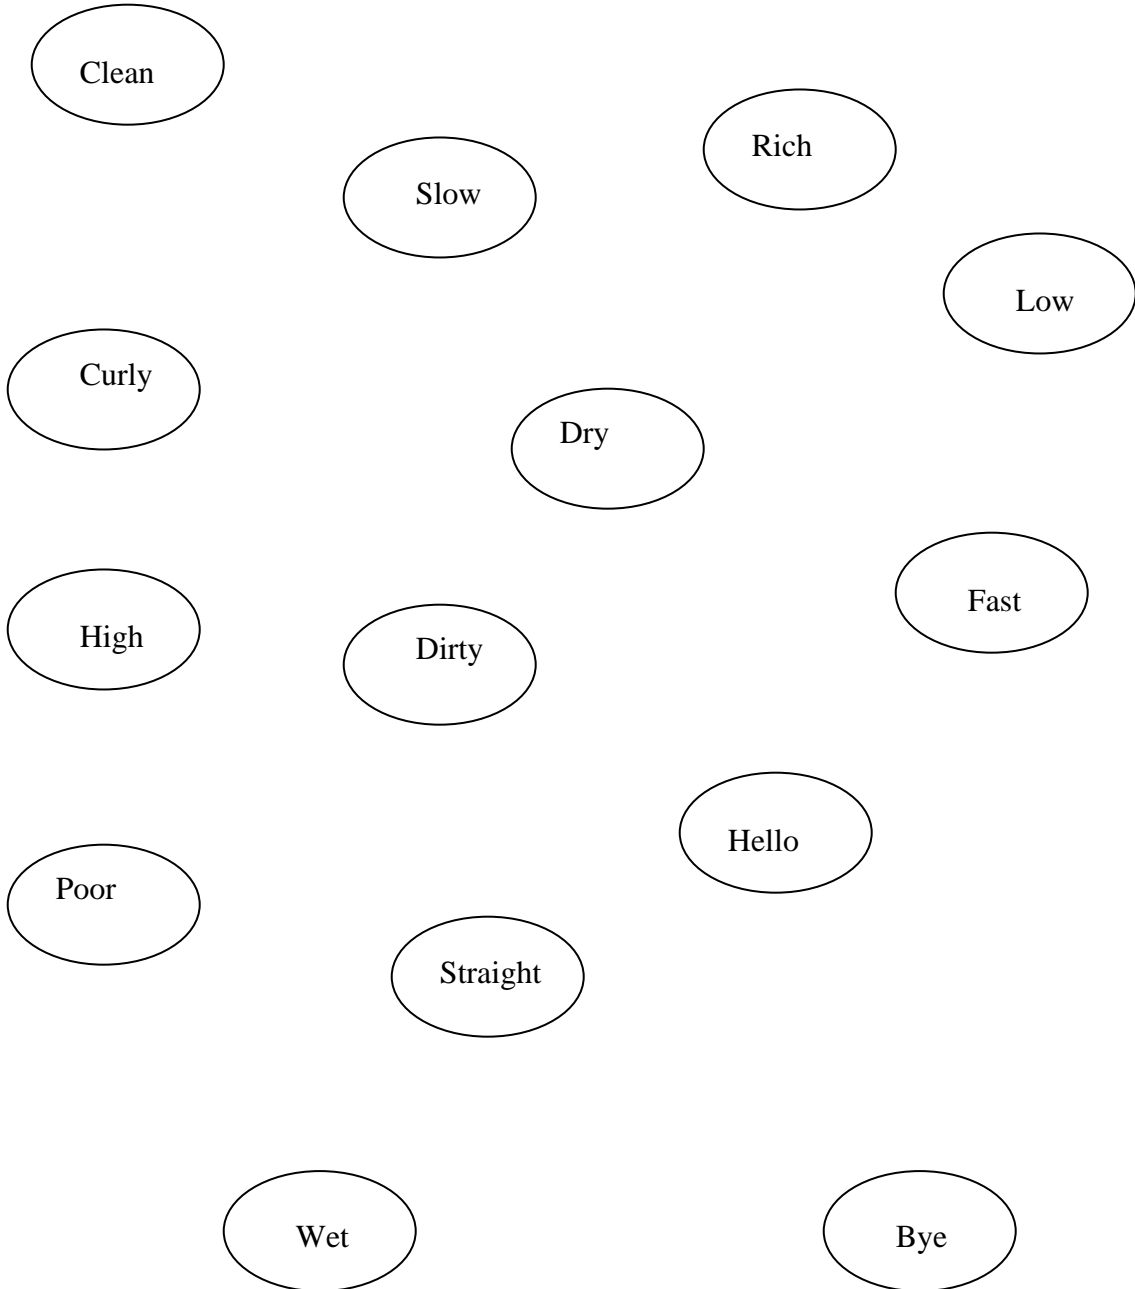 Clean
Rich
Slow
Low
Curly
Dry
Fast
High
Dirty
Hello
Poor
Straight
Wet
Bye